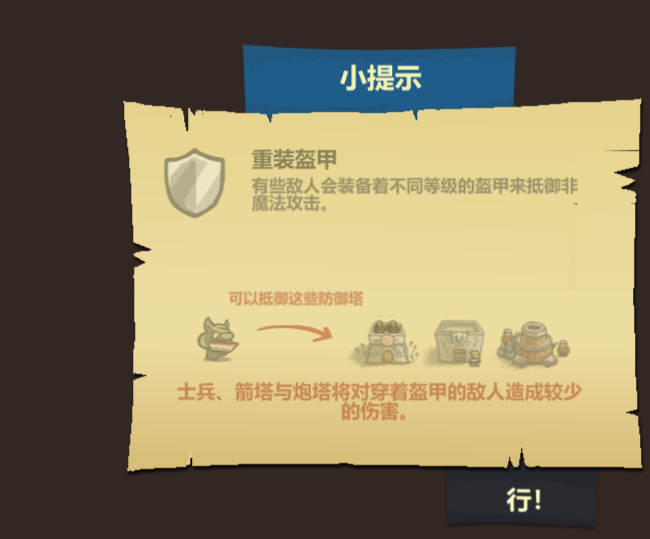 小提示
重装盔甲
有些敌人会装备着不同等级的盔甲来抵御非
魔法攻击。
可以抵御这些防御塔
士兵、箭塔与炮塔将对穿着盔甲的敌人造成较少
的伤害。
行!